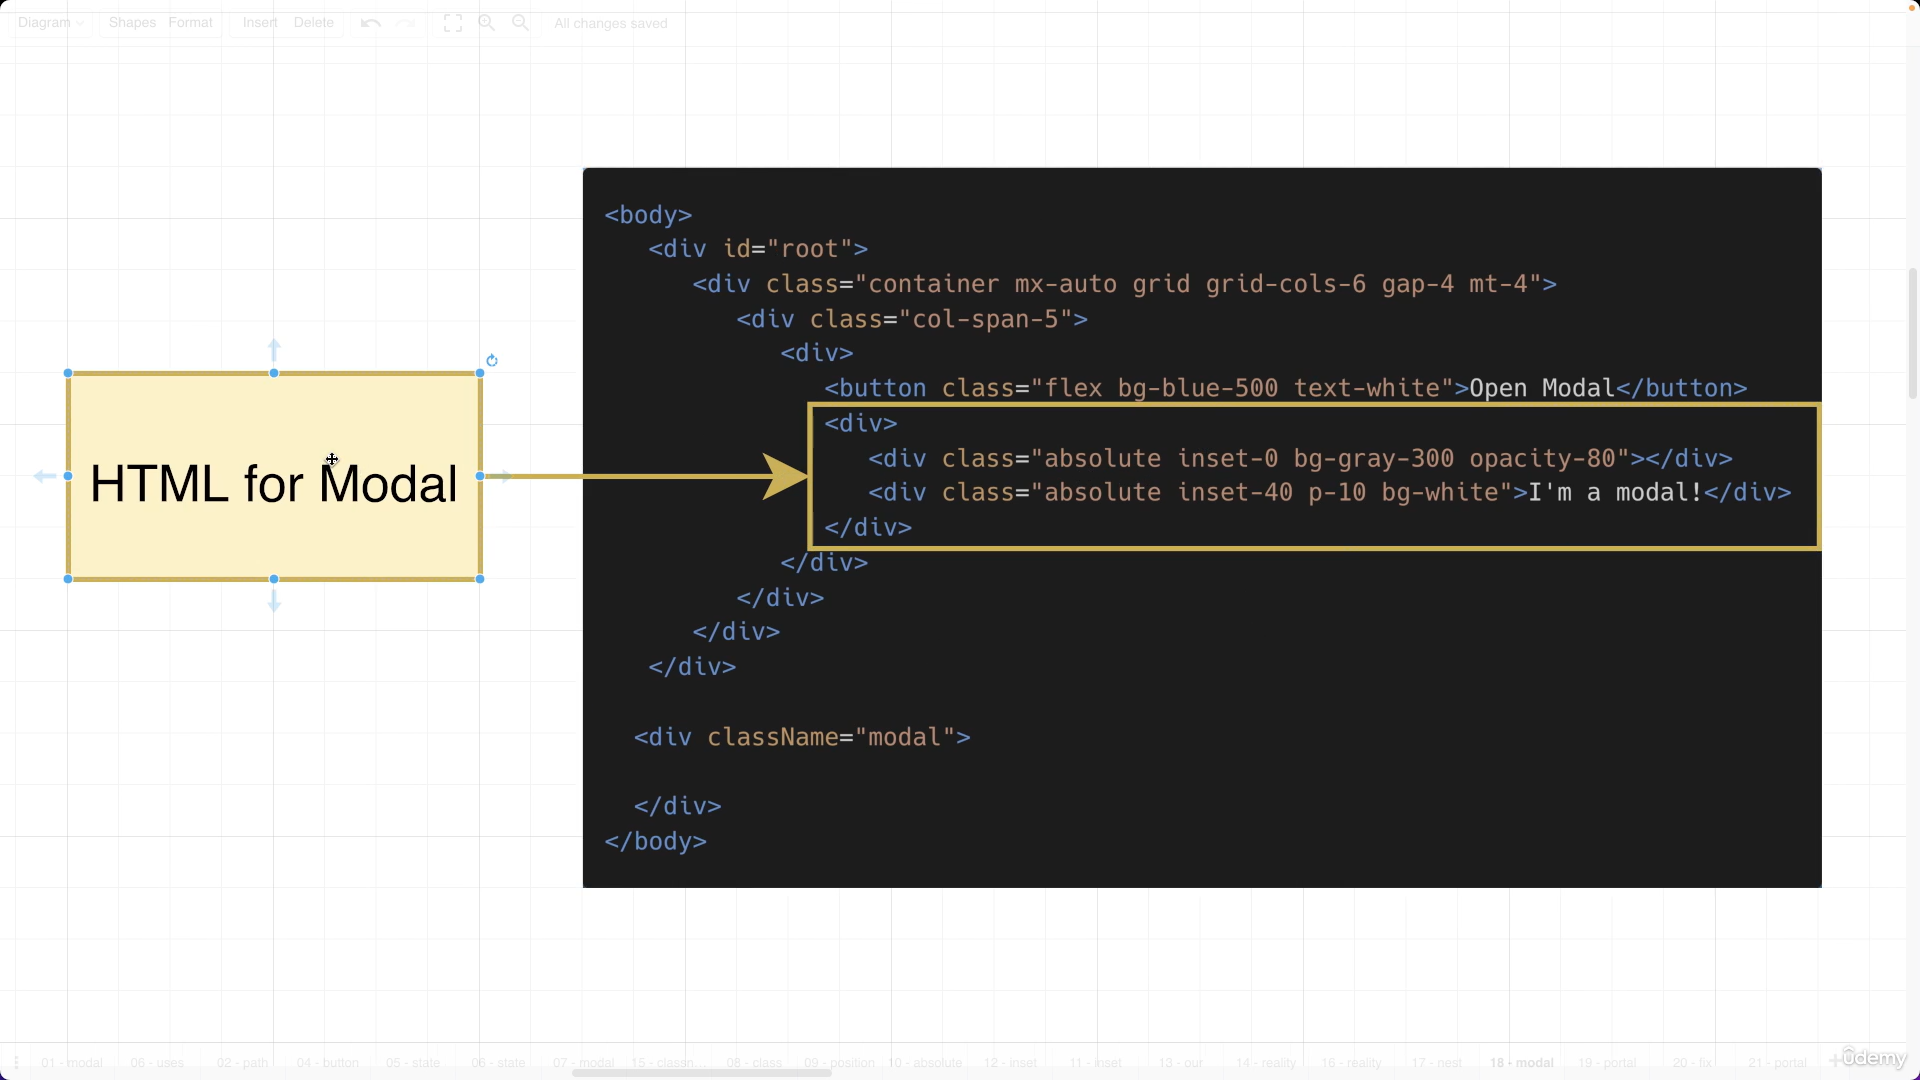 Diagram Shapes Format Insert Delete All changes saved
<body>
<div id="root">
<div class="container mx-auto grid grid-cols-6 gap-4 mt-4">
<div class="col-span-5">
<div>
<button class="flex bg-blue-500 text-white">Open Modal</button>
<div>
<div class="absolute inset-0 bg-gray-300 opacity-80"></div>
HTML for Modal
<div class="absolute inset-40 p-10 bg-white">I'm a modal!</div>
</div>
</div>
</div>
</div>
</div>
<div className="modal">
</div>
</body>
01 - modal 06 - uses 02 - path 04 - button 05 - state 06 - state 07 - modal 15 - classn 08 - class 09 - position 10 - absolute 12 - inset 11 - inset 13 - our 14 - reality 16 - reality 17 - nest 18 - modal 19 - portal 20 - fix 21 - portal
ûdemy